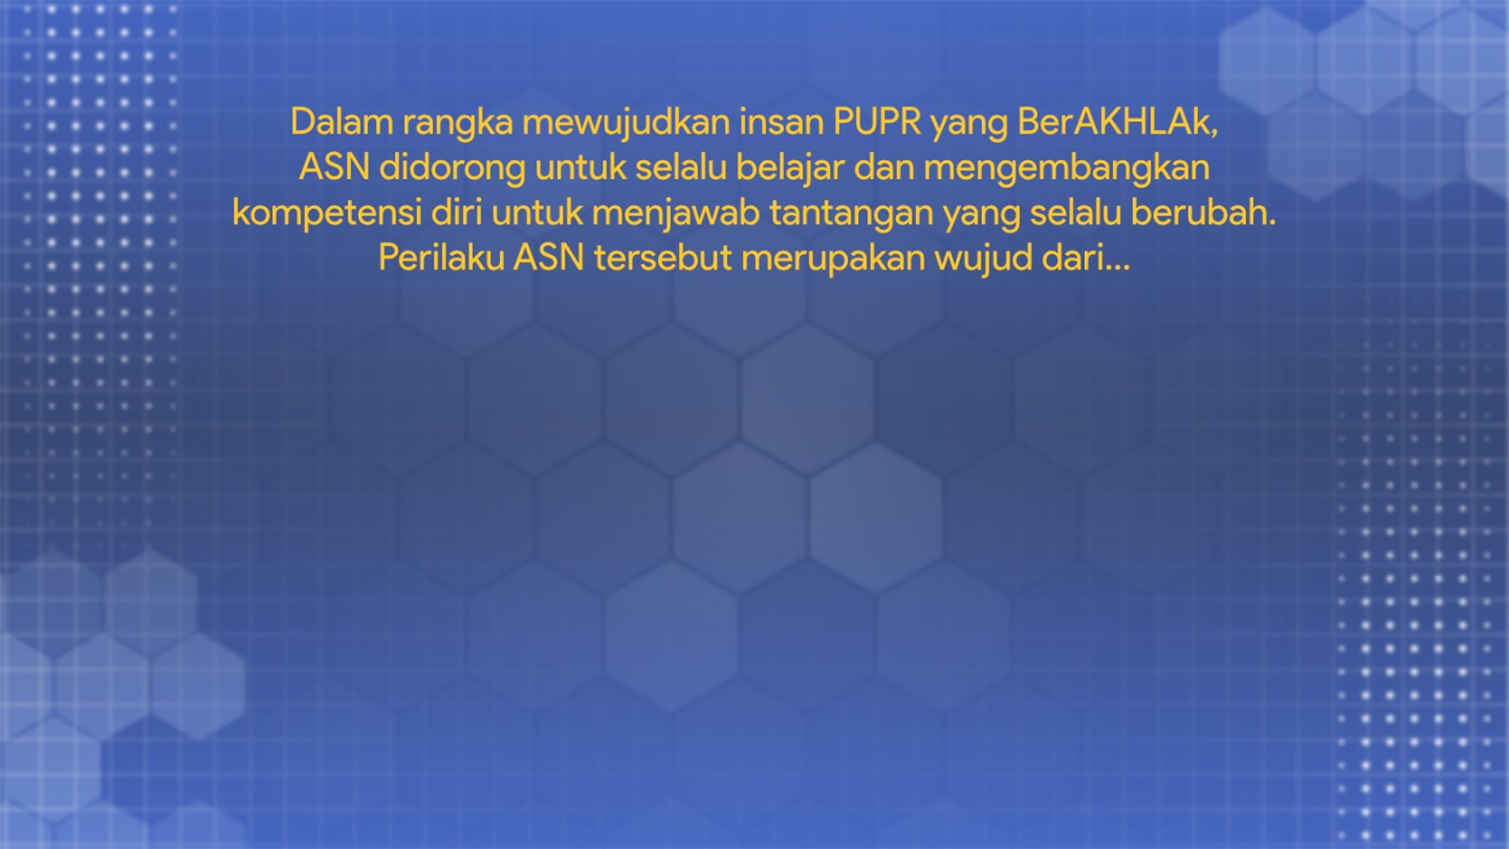 Dalam rangka mewujudkan insan PUPR yang BerAKHLAk,
ASN didorong untuk selalu belajar dan mengembangkan
kompetensi diri untuk menjawab tantangan yang selalu berubah.
Perilaku ASN tersebut merupakan wujud dari...